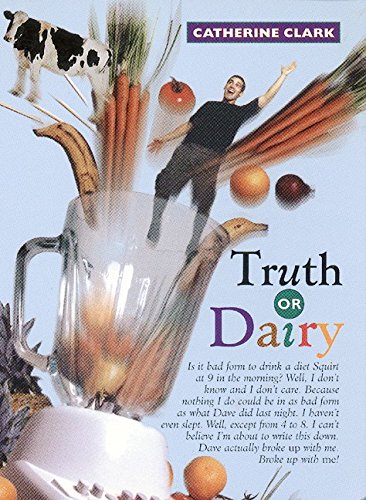 CATHERINE CLARK
Truth
OR
Dairy
Is it bad form to drink a diet Squirt
at 9 in the morning? Well, I don't
know and I don't care. Because
nothing I do could be in as bad form
as what Dave did last night. I haven't
even slept. Well, except from 4 to 8. I can't
believe I'm about to write this down.
Dave actually broke up with me.
Broke up with me!